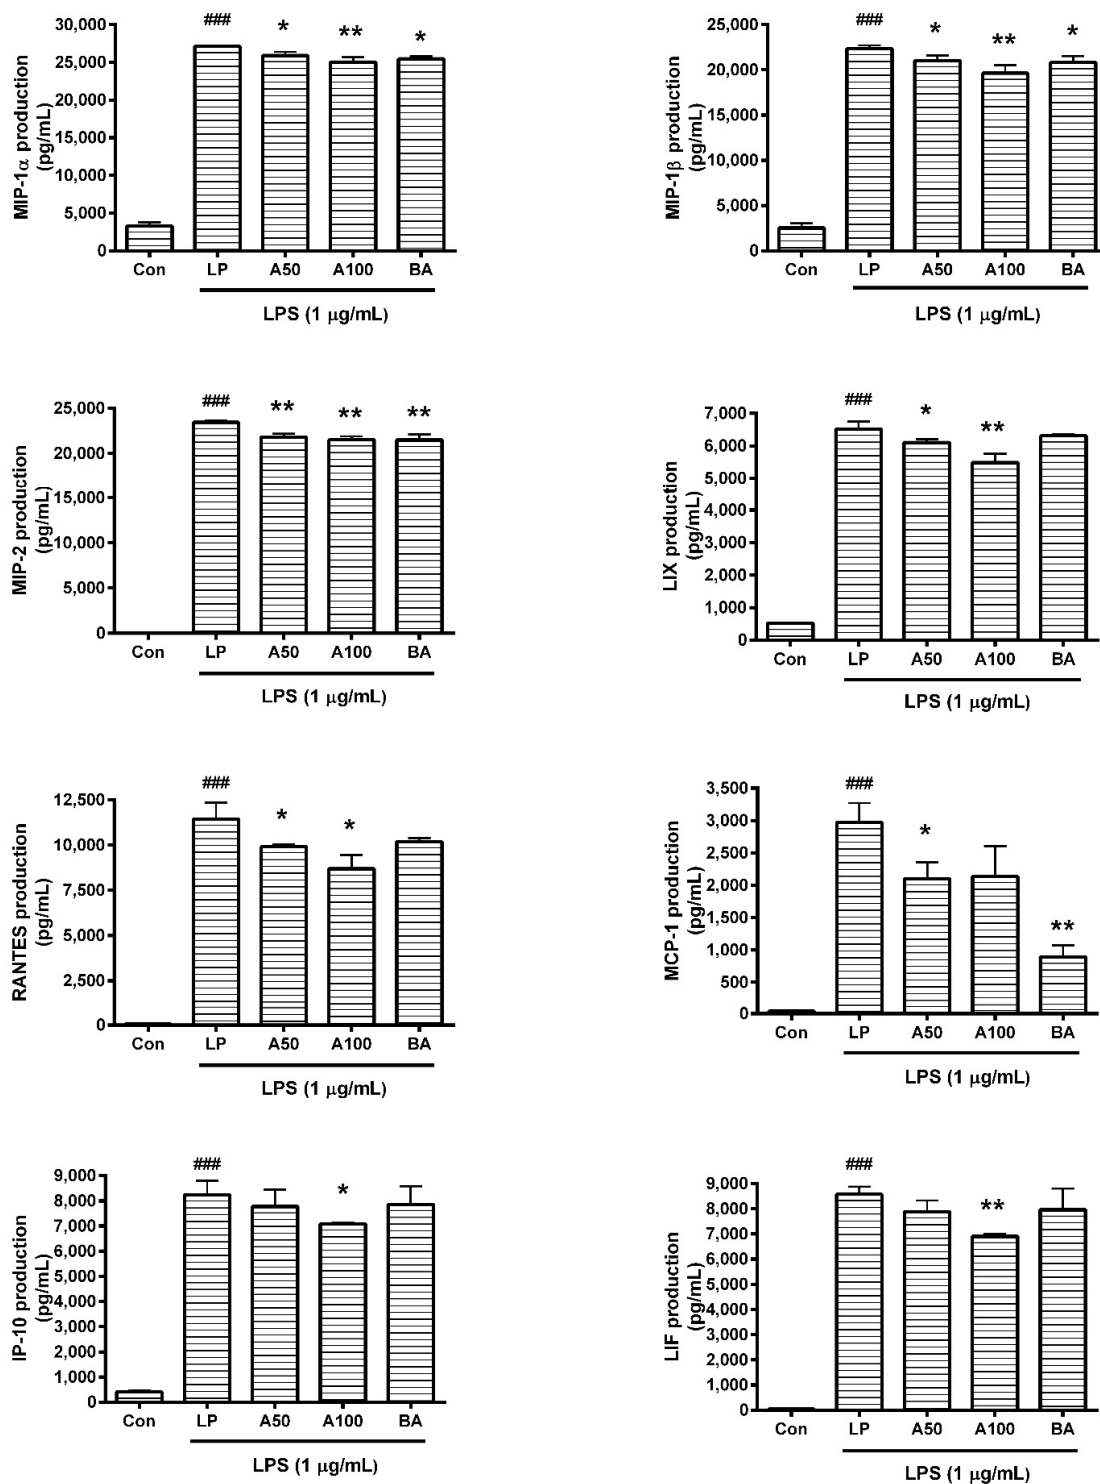 MIP-1α production
(pg/mL)
30,000
25,000
20,000
15,000
10,000
5,000
0
###
*
**
*
Con LP A50 A100 BA
LPS (1 μg/mL)
MIP-1β production
(pg/mL)
25,000
20,000
15,000
10,000
5,000
0
###
*
**
*
Con LP A50 A100 BA
LPS (1 μg/mL)
MIP-2 production
(pg/mL)
25,000
20,000
15,000
10,000
5,000
0
###
**
**
**
Con LP A50 A100 BA
LPS (1 μg/mL)
LIX production
(pg/mL)
7,000
6,000
5,000
4,000
3,000
2,000
1,000
0
###
*
**
Con LP A50 A100 BA
LPS (1 μg/mL)
RANTES production
(pg/mL)
12,500
10,000
7,500
5,000
2,500
0
###
*
*
Con LP A50 A100 BA
LPS (1 μg/mL)
MCP-1 production
(pg/mL)
3,500
3,000
2,500
2,000
1,500
1,000
500
0
###
*
**
Con LP A50 A100 BA
LPS (1 μg/mL)
IP-10 production
(pg/mL)
9,000
8,000
7,000
6,000
5,000
4,000
3,000
2,000
1,000
0
###
*
Con LP A50 A100 BA
LPS (1 μg/mL)
LIF production
(pg/mL)
9,000
8,000
7,000
6,000
5,000
4,000
3,000
2,000
1,000
0
###
**
Con LP A50 A100 BA
LPS (1 μg/mL)